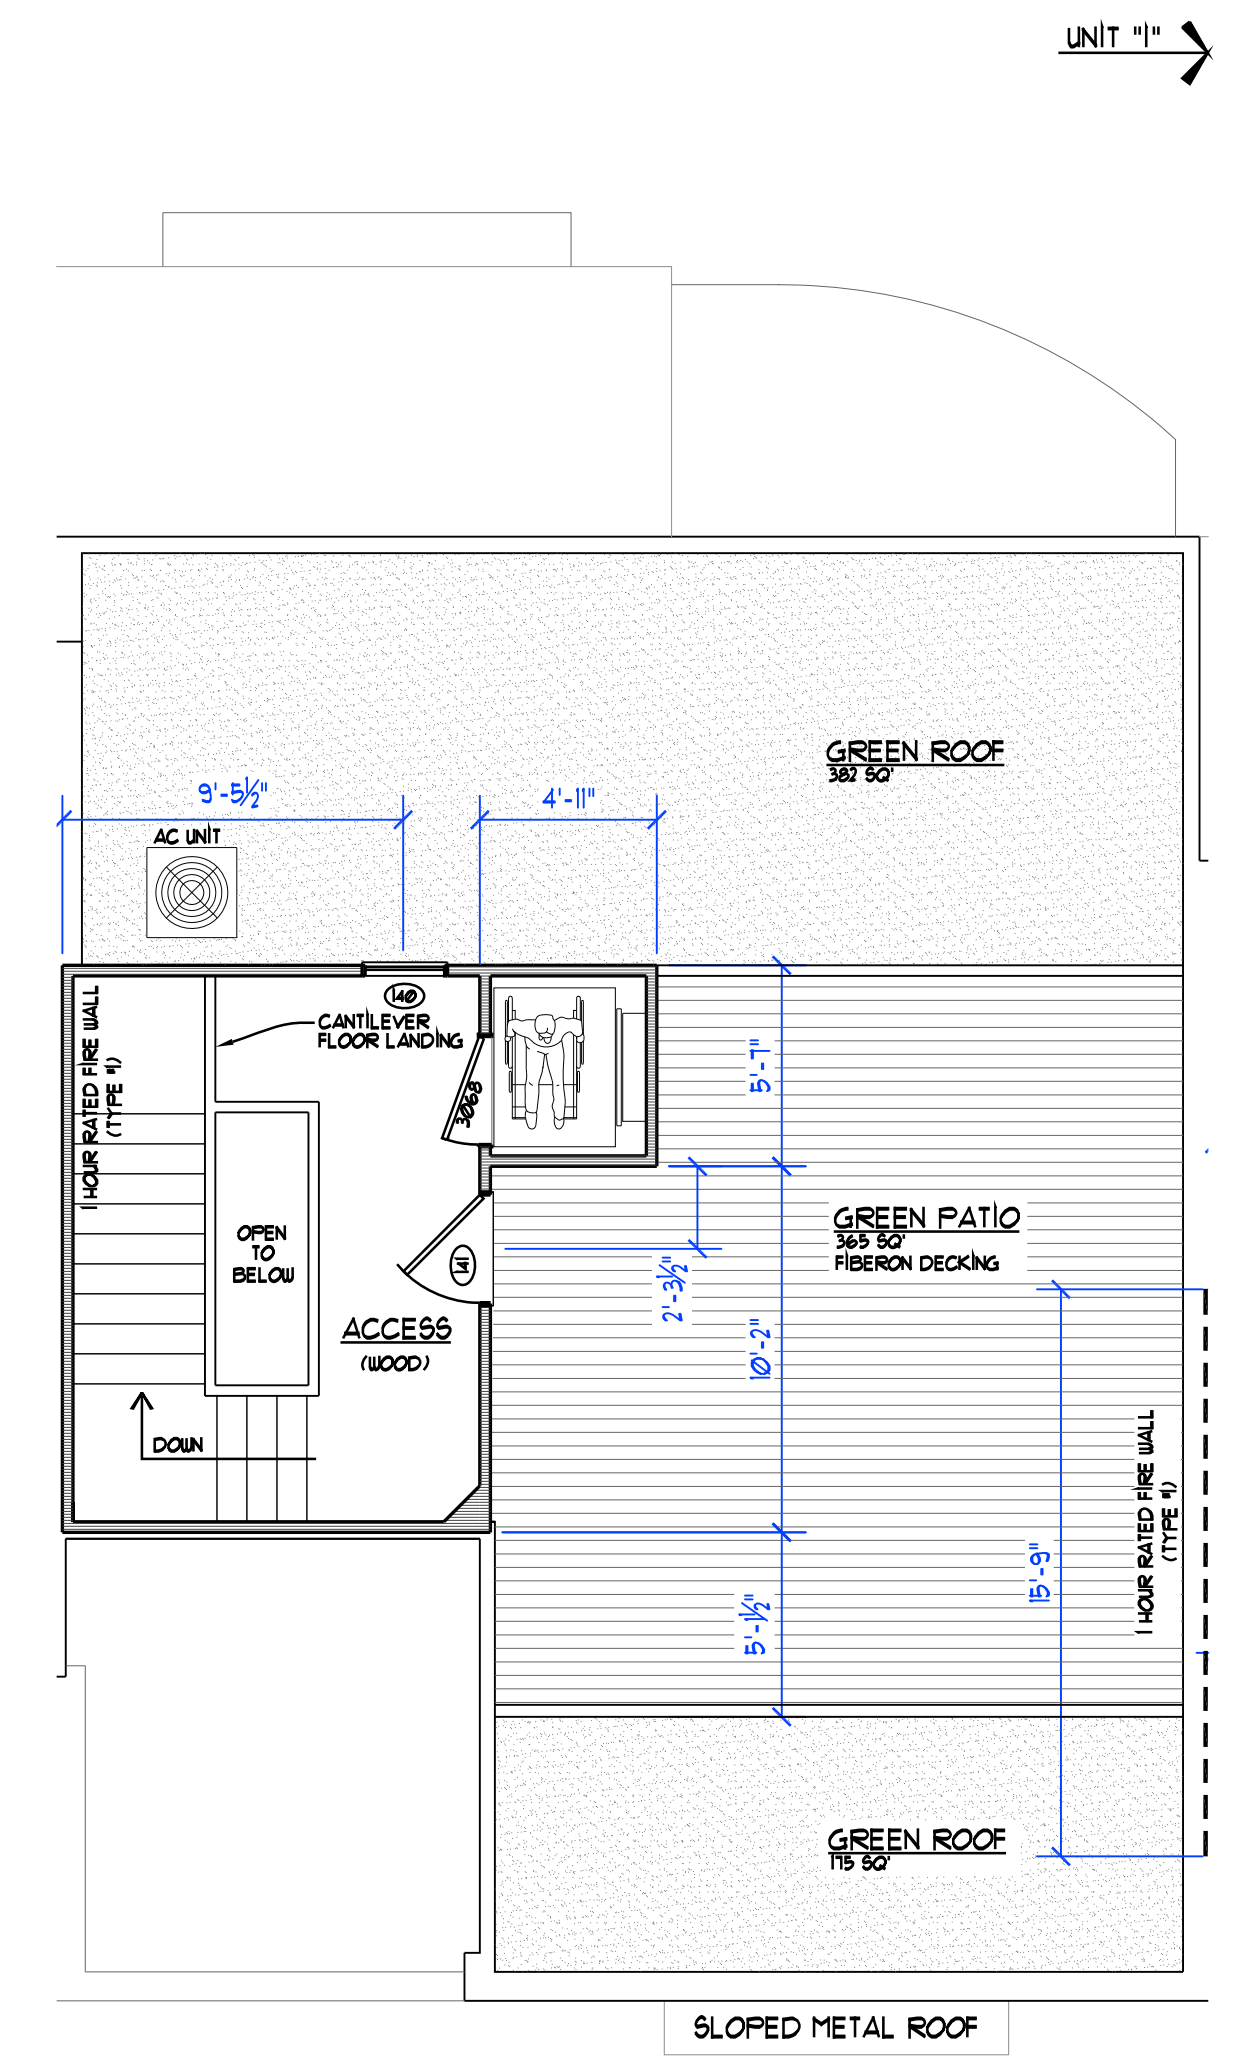 UNIT "1"
GREEN ROOF
382 SQ'
9'-5½"
4'-11"
AC UNIT
140
CANTILEVER
FLOOR LANDING
1 HOUR RATED FIRE WALL
(TYPE #1)
3068
5'-7"
GREEN PATIO
365 SQ'
FIBERON DECKING
OPEN
TO
BELOW
141
2'-3½"
ACCESS
(WOOD)
10'-2"
DOWN
1 HOUR RATED FIRE WALL
(TYPE #1)
15'-9"
5'-1½"
GREEN ROOF
175 SQ'
SLOPED METAL ROOF